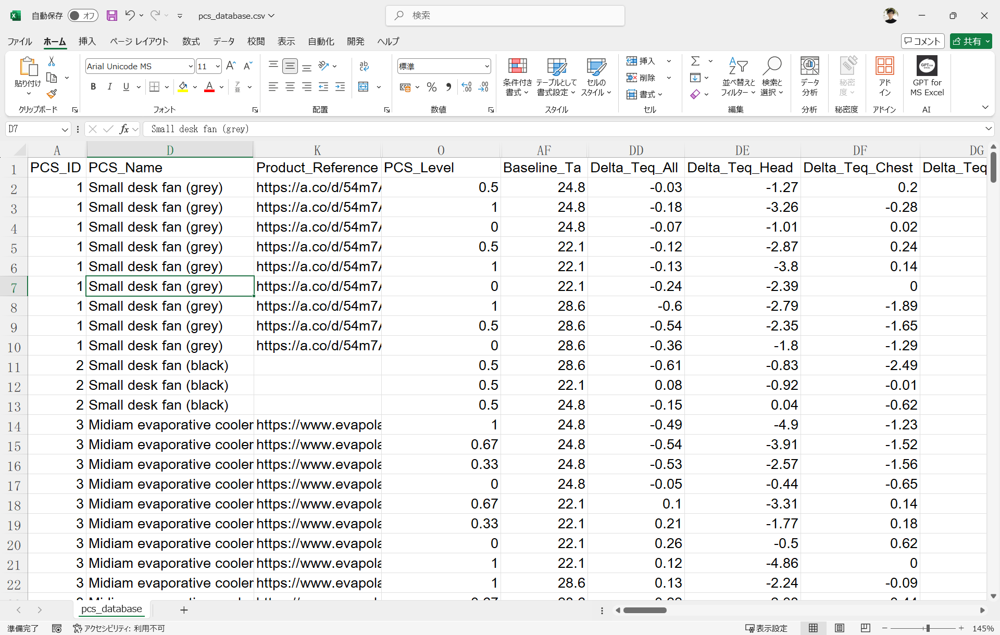 自動保存 オフ pcs_database.csv 検索
ファイル ホーム 挿入 ページ レイアウト 数式 データ 校閲 表示 自動化 開発 ヘルプ コメント 共有
貼り付け
クリップボード
Arial Unicode MS 11
B I U
フォント
配置
標準
数値
条件付き書式 テーブルとして書式設定 セルのスタイル
スタイル
挿入
削除
書式
セル
並べ替えとフィルター 検索と選択
編集
データ分析
分析
秘密度
秘密度
アドイン
アドイン
GPT for MS Excel
AI
D7 fx Small desk fan (grey)
A D K O AF DD DE DF DG
1 PCS_ID PCS_Name Product_Reference PCS_Level Baseline_Ta Delta_Teq_All Delta_Teq_Head Delta_Teq_Chest Delta_Teq
2 1 Small desk fan (grey) https://a.co/d/54m7 0.5 24.8 -0.03 -1.27 0.2
3 1 Small desk fan (grey) https://a.co/d/54m7 1 24.8 -0.18 -3.26 -0.28
4 1 Small desk fan (grey) https://a.co/d/54m7 0 24.8 -0.07 -1.01 0.02
5 1 Small desk fan (grey) https://a.co/d/54m7 0.5 22.1 -0.12 -2.87 0.24
6 1 Small desk fan (grey) https://a.co/d/54m7 1 22.1 -0.13 -3.8 0.14
7 1 Small desk fan (grey) https://a.co/d/54m7 0 22.1 -0.24 -2.39 0
8 1 Small desk fan (grey) https://a.co/d/54m7 1 28.6 -0.6 -2.79 -1.89
9 1 Small desk fan (grey) https://a.co/d/54m7 0.5 28.6 -0.54 -2.35 -1.65
10 1 Small desk fan (grey) https://a.co/d/54m7 0 28.6 -0.36 -1.8 -1.29
11 2 Small desk fan (black) 0.5 28.6 -0.61 -0.83 -2.49
12 2 Small desk fan (black) 0.5 22.1 0.08 -0.92 -0.01
13 2 Small desk fan (black) 0.5 24.8 -0.15 0.04 -0.62
14 3 Midiam evaporative cooler https://www.evapola 1 24.8 -0.49 -4.9 -1.23
15 3 Midiam evaporative cooler https://www.evapola 0.67 24.8 -0.54 -3.91 -1.52
16 3 Midiam evaporative cooler https://www.evapola 0.33 24.8 -0.53 -2.57 -1.56
17 3 Midiam evaporative cooler https://www.evapola 0 24.8 -0.05 -0.44 -0.65
18 3 Midiam evaporative cooler https://www.evapola 0.67 22.1 0.1 -3.31 0.14
19 3 Midiam evaporative cooler https://www.evapola 0.33 22.1 0.21 -1.77 0.18
20 3 Midiam evaporative cooler https://www.evapola 0 22.1 0.26 -0.5 0.62
21 3 Midiam evaporative cooler https://www.evapola 1 22.1 0.12 -4.86 0
22 3 Midiam evaporative cooler https://www.evapola 1 28.6 0.13 -2.24 -0.09
pcs_database
準備完了 アクセシビリティ: 利用不可 表示設定 145%